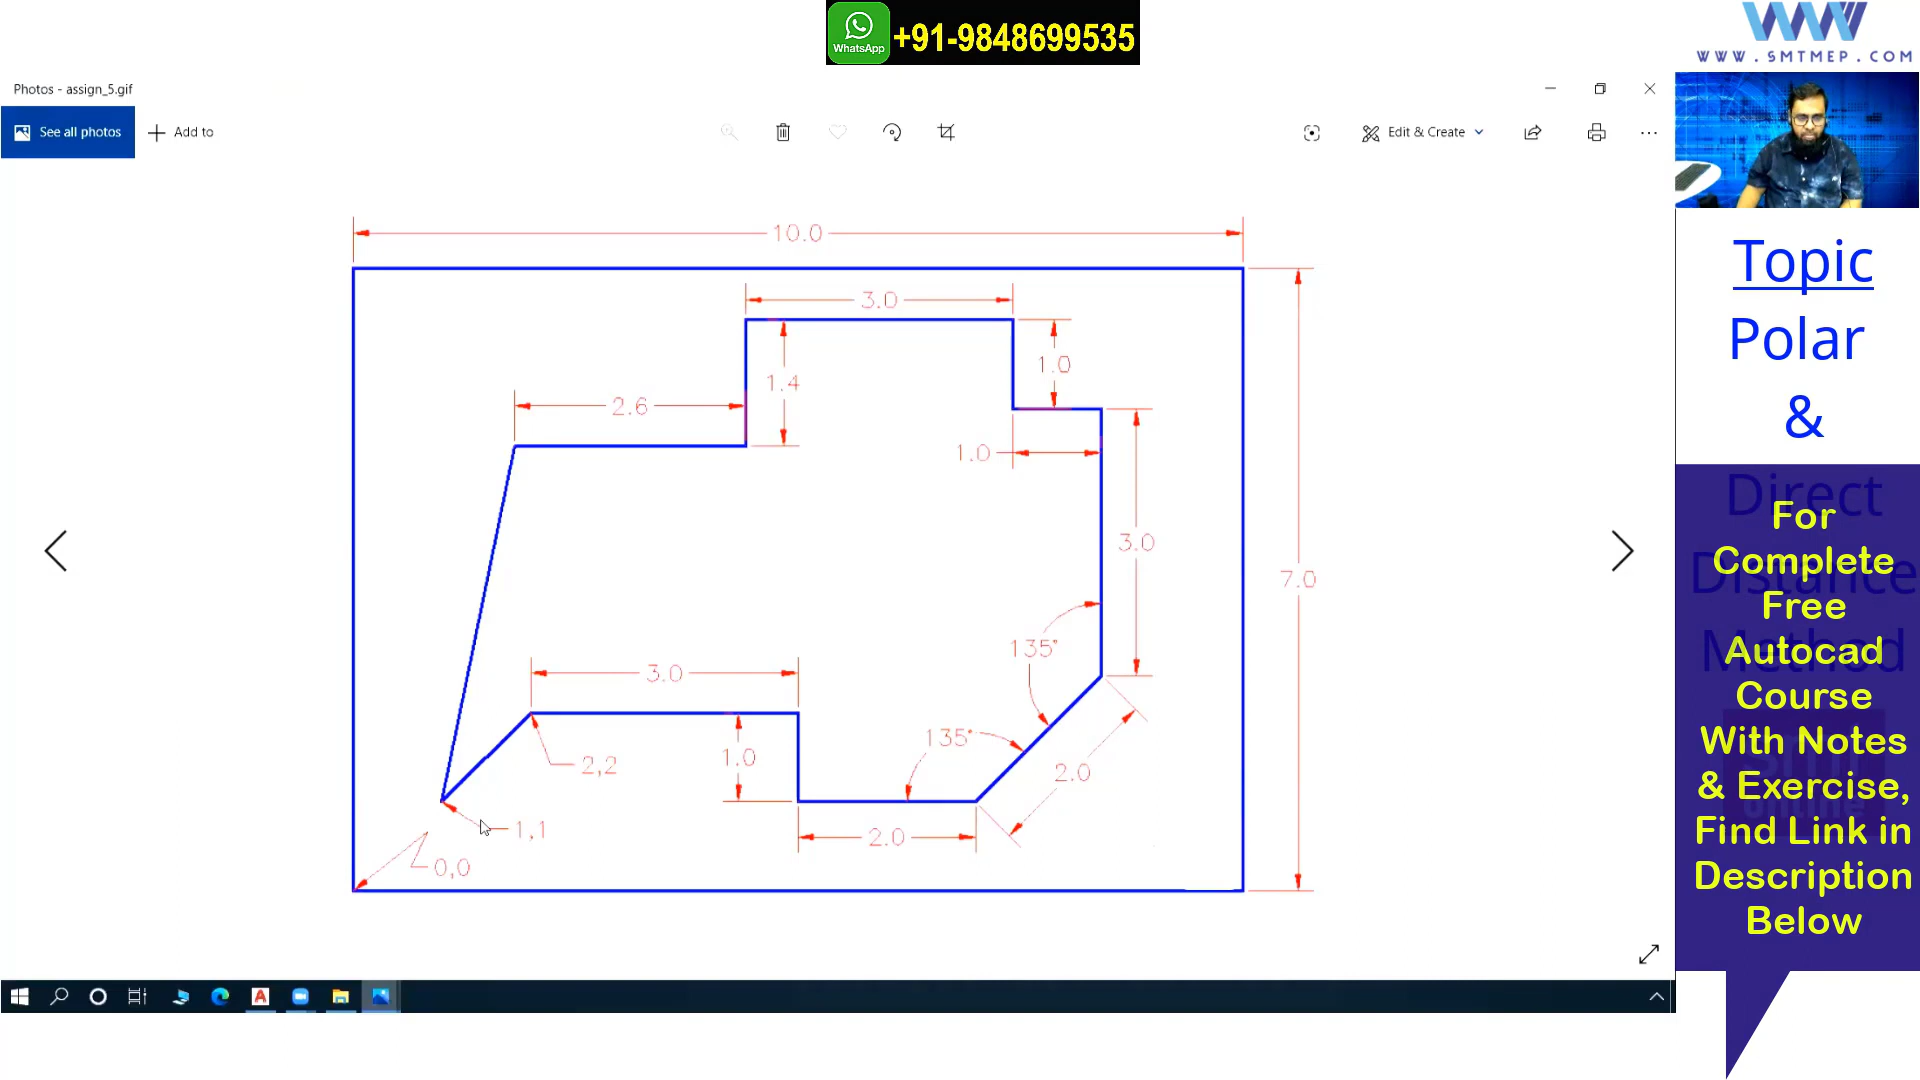 WhatsApp
+91-9848699535
WWW.SMTMEP.COM
Photos - assign_5.gif
See all photos
Add to
Edit & Create
10.0
3.0
1.0
1.4
2.6
1.0
3.0
7.0
135°
3.0
135°
1.0
2,2
2.0
1,1
2.0
0,0
Topic
Polar
&
Direct
Distance
Method
For
Complete
Free
Autocad
Course
With Notes
& Exercise,
Find Link in
Description
Below